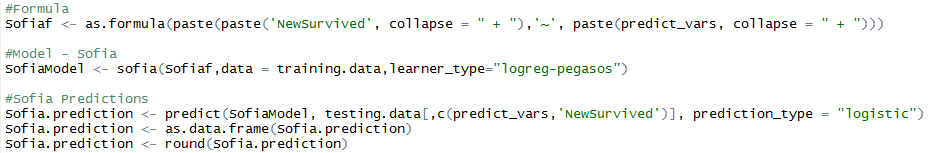 #Formula
Sofiaf <- as.formula(paste(paste('NewSurvived', collapse = " + "),'~', paste(predict_vars, collapse = " + ")))
#Model - Sofia
SofiaModel <- sofia(Sofiaf,data = training.data,learner_type="logreg-pegasos")
#Sofia Predictions
Sofia.prediction <- predict(SofiaModel, testing.data[,c(predict_vars,'NewSurvived')], prediction_type = "logistic")
Sofia.prediction <- as.data.frame(Sofia.prediction)
Sofia.prediction <- round(Sofia.prediction)